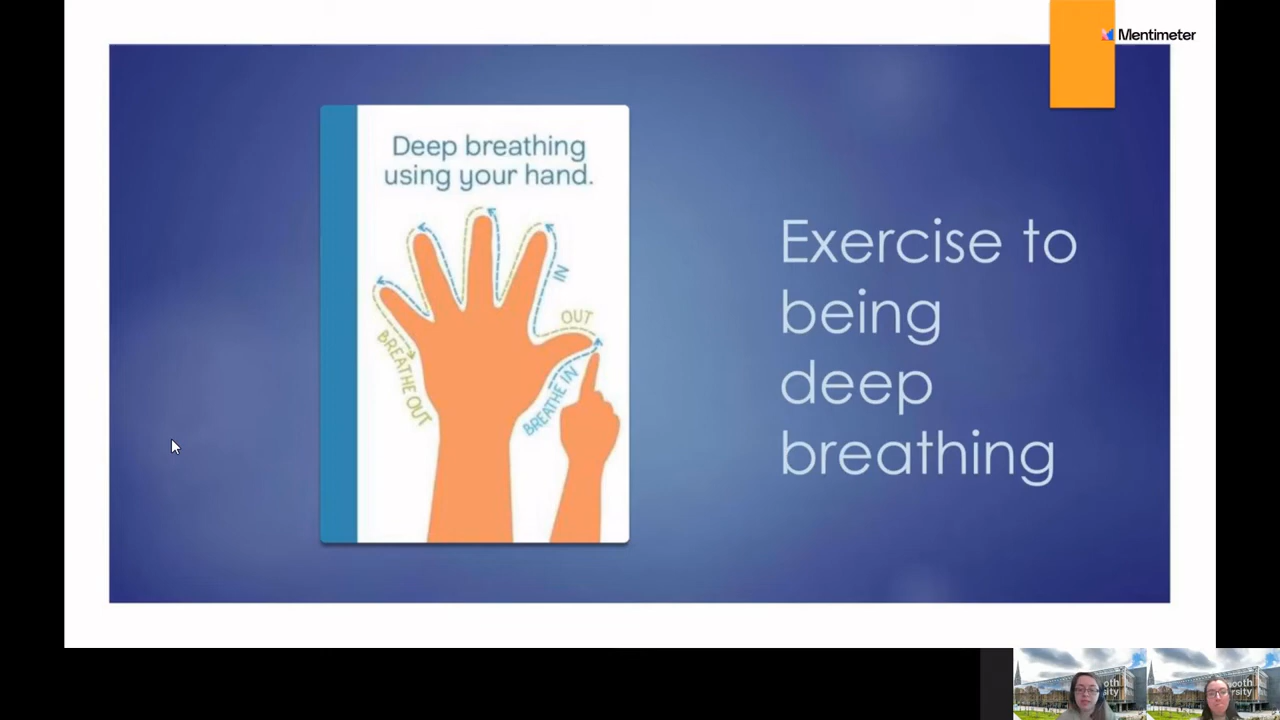 Mentimeter
Deep breathing
using your hand.
IN
OUT
BREATHE IN
BREATHE OUT
Exercise to
being
deep
breathing